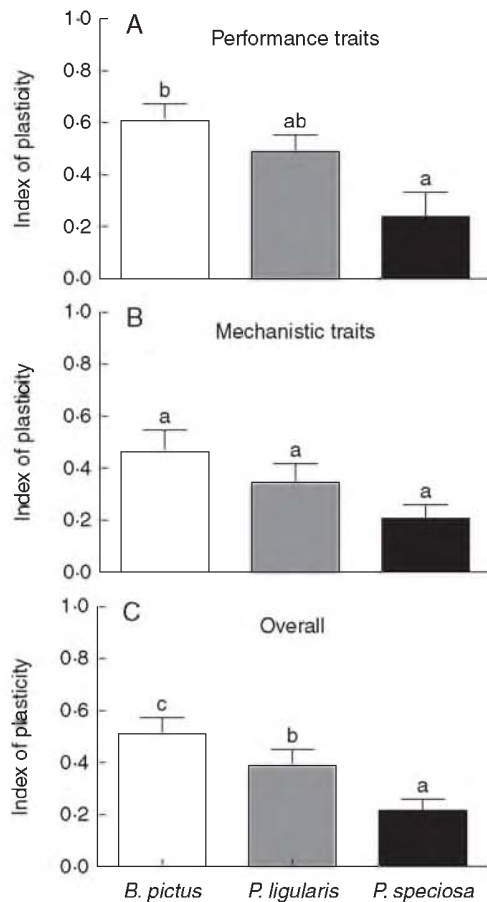 A
Performance traits
Index of plasticity
1·0
0·8
0·6
0·4
0·2
0·0
b
ab
a
B
Mechanistic traits
Index of plasticity
1·0
0·8
0·6
0·4
0·2
0·0
a
a
a
C
Overall
Index of plasticity
1·0
0·8
0·6
0·4
0·2
0·0
c
b
a
B. pictus P. ligularis P. speciosa